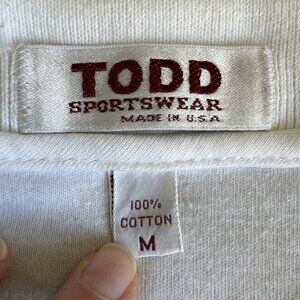 TODD
SPORTSWEAR
MADE IN U.S.A
100%
COTTON
M